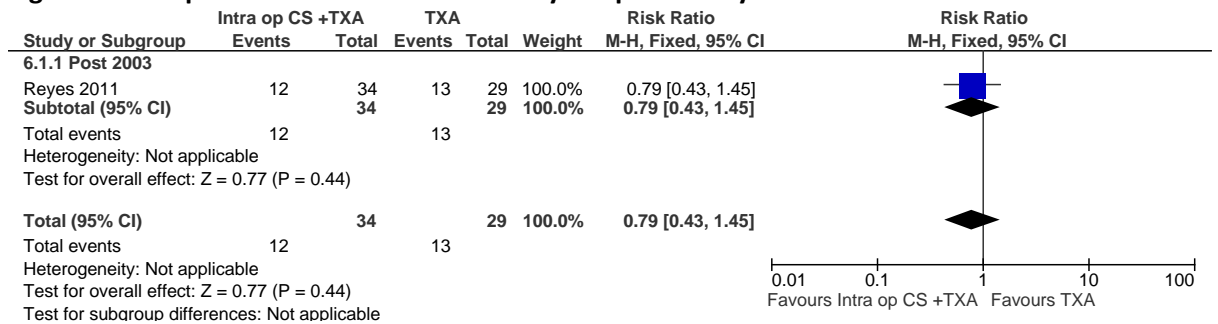 Intra op CS +TXA TXA Risk Ratio Risk Ratio
Study or Subgroup Events Total Events Total Weight M-H, Fixed, 95% CI M-H, Fixed, 95% CI
6.1.1 Post 2003
Reyes 2011 12 34 13 29 100.0% 0.79 [0.43, 1.45]
Subtotal (95% CI) 34 29 100.0% 0.79 [0.43, 1.45]
Total events 12 13
Heterogeneity: Not applicable
Test for overall effect: Z = 0.77 (P = 0.44)
Total (95% CI) 34 29 100.0% 0.79 [0.43, 1.45]
Total events 12 13
Heterogeneity: Not applicable
Test for overall effect: Z = 0.77 (P = 0.44)
Test for subgroup differences: Not applicable
0.01 0.1 1 10 100
Favours Intra op CS +TXA Favours TXA